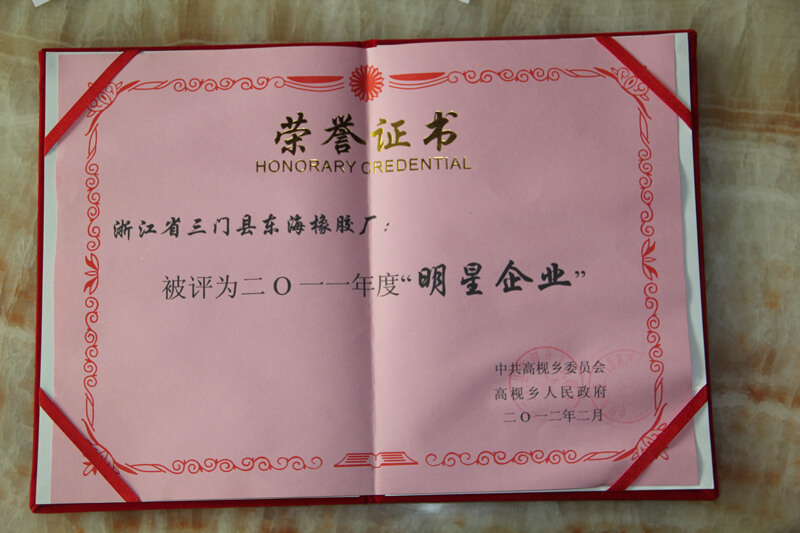 荣誉证书
HONORARY CREDENTIAL
浙江省三门县东海橡胶厂：
被评为二〇一一年度“明星企业”
中共高枧乡委员会
高枧乡人民政府
二〇一二年二月